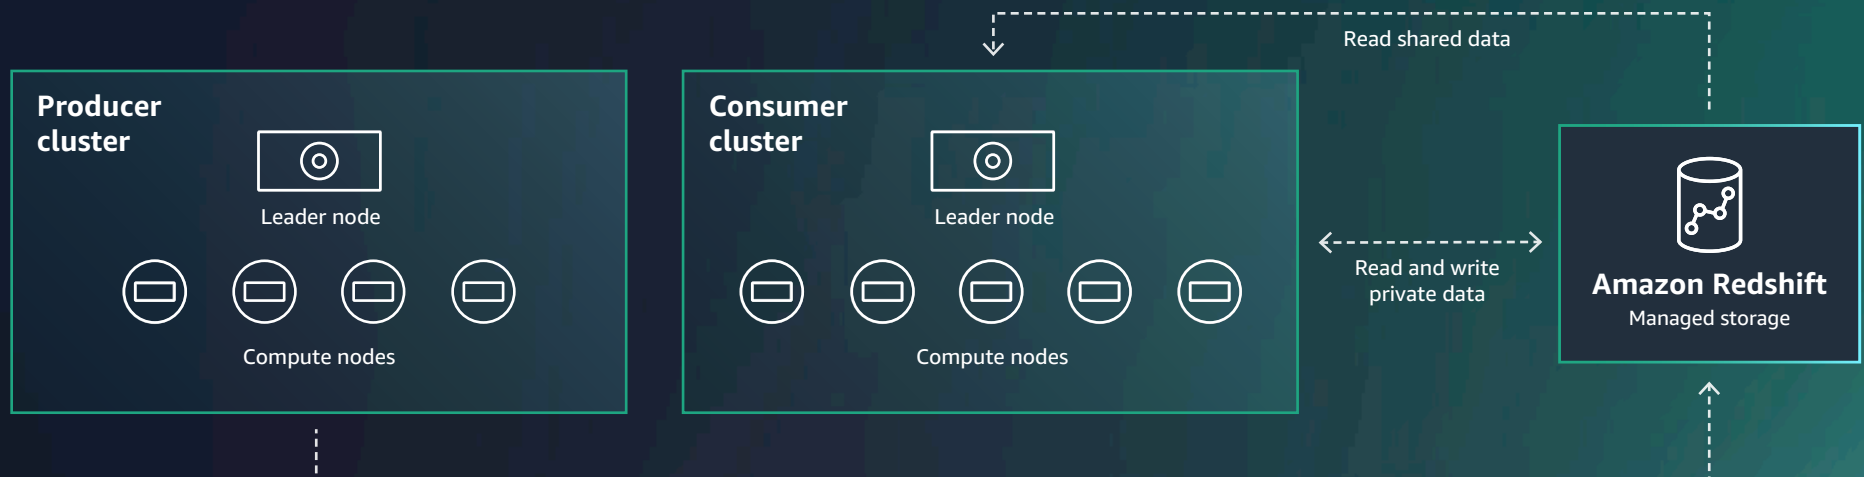 Read shared data
Producer
cluster
Leader node
Compute nodes
Consumer
cluster
Leader node
Compute nodes
Read and write
private data
Amazon Redshift
Managed storage